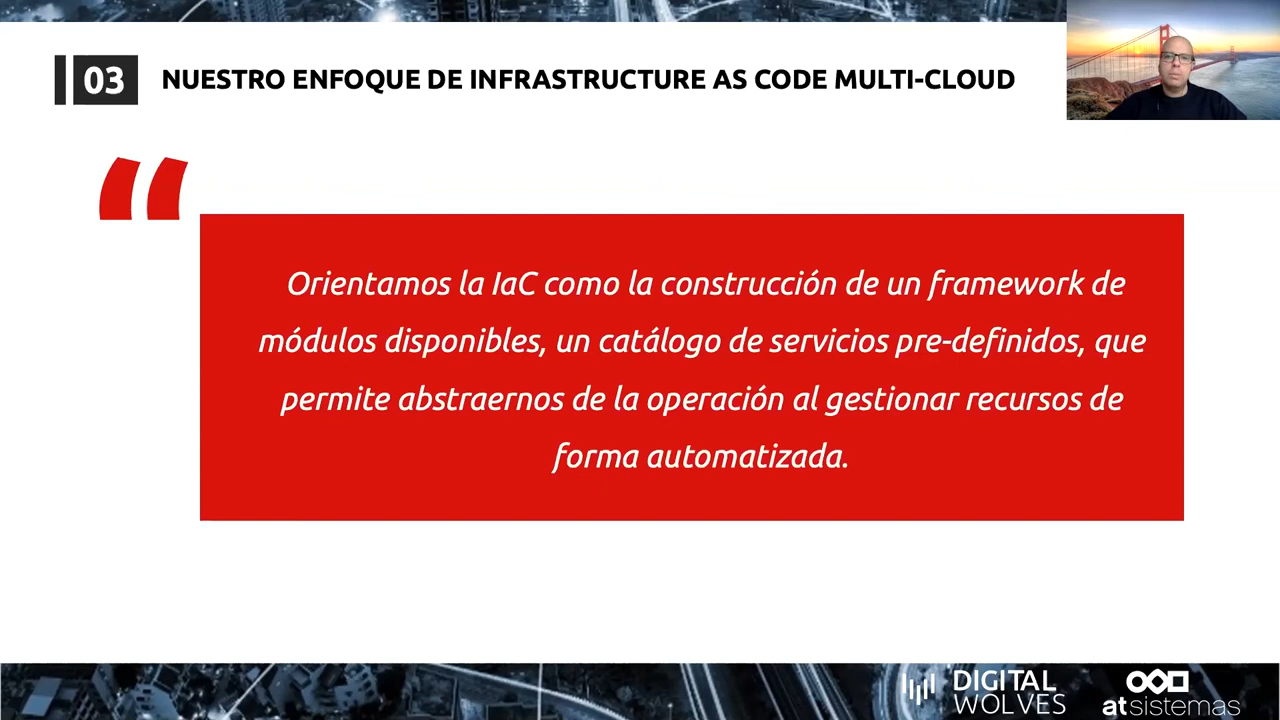 03
NUESTRO ENFOQUE DE INFRASTRUCTURE AS CODE MULTI-CLOUD
“
Orientamos la IaC como la construcción de un framework de
módulos disponibles, un catálogo de servicios pre-definidos, que
permite abstraernos de la operación al gestionar recursos de
forma automatizada.
DIGITAL
WOLVES
atsistemas